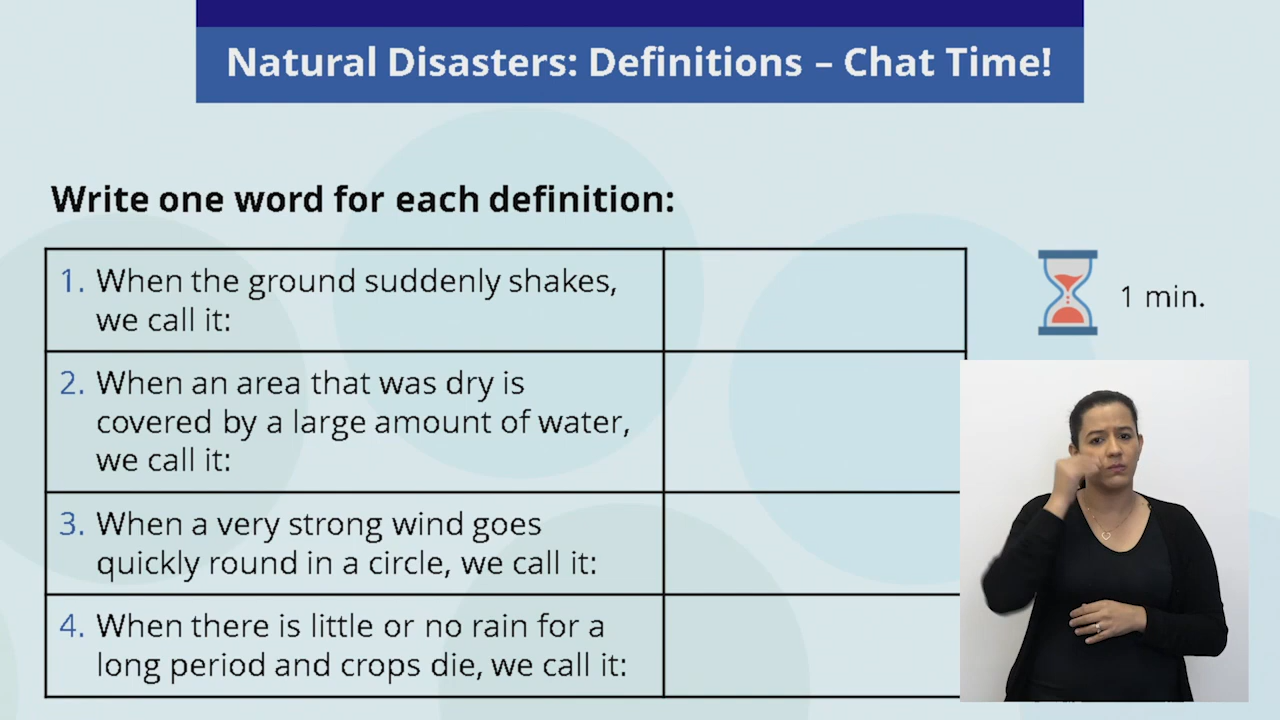 Natural Disasters: Definitions – Chat Time!
Write one word for each definition:
1. When the ground suddenly shakes,
we call it:
1 min.
2. When an area that was dry is
covered by a large amount of water,
we call it:
3. When a very strong wind goes
quickly round in a circle, we call it:
4. When there is little or no rain for a
long period and crops die, we call it: